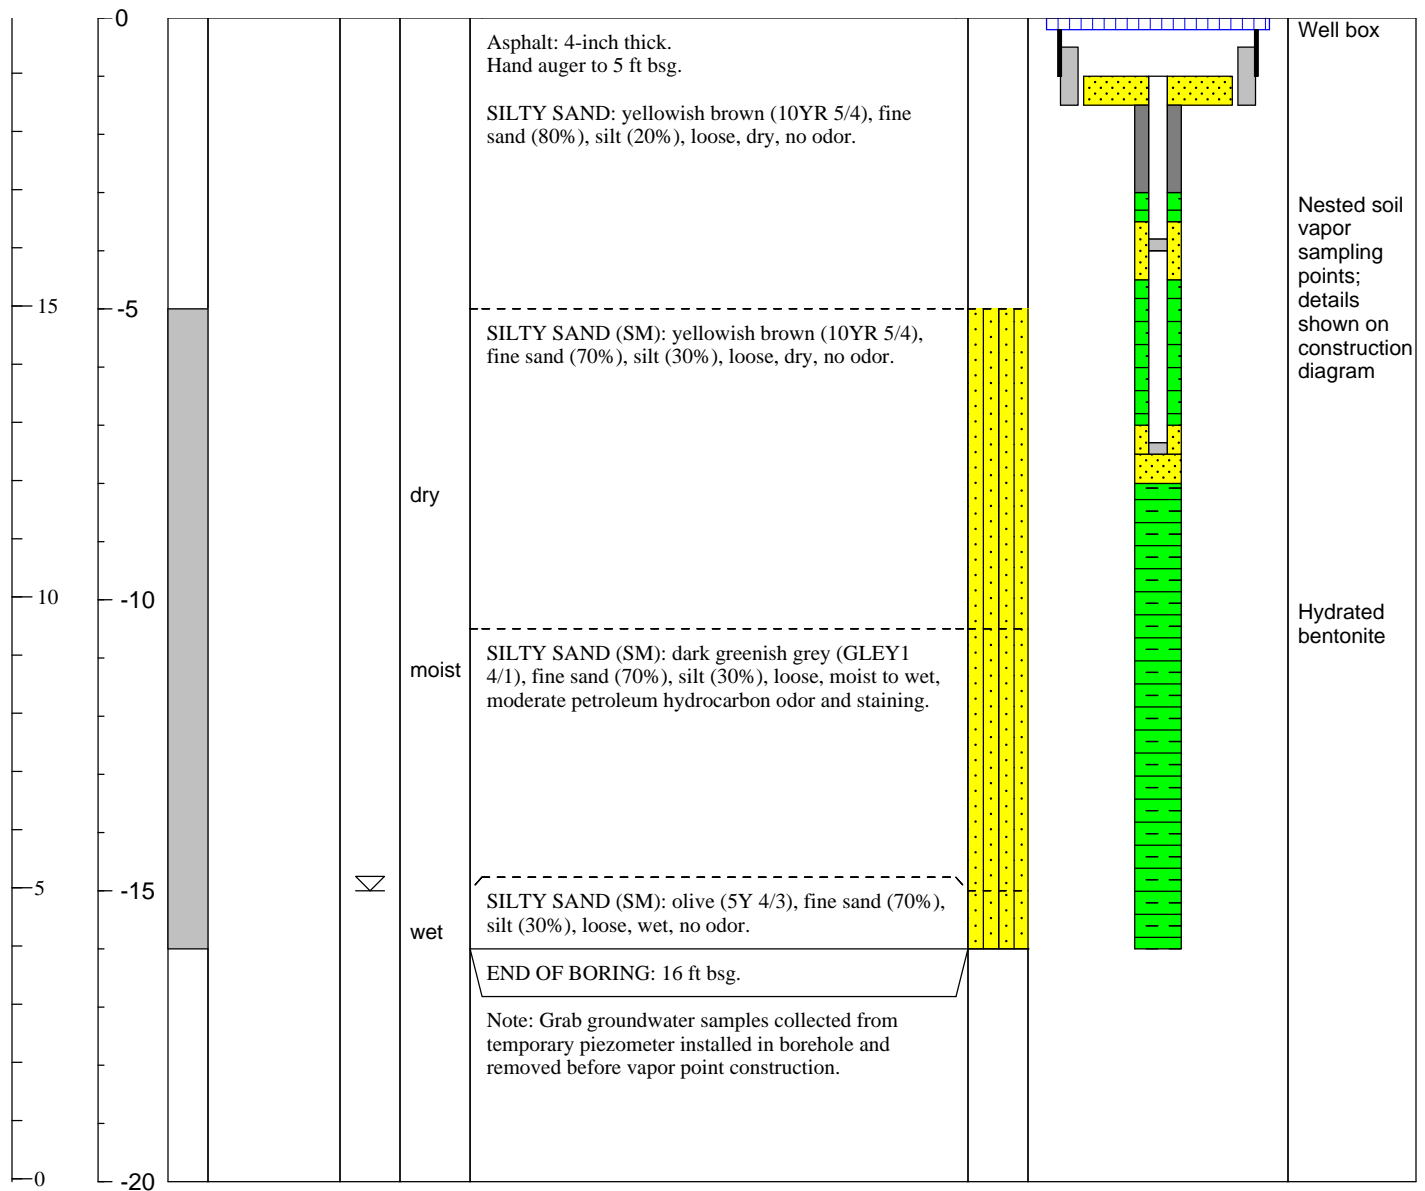 0
Asphalt: 4-inch thick.
Hand auger to 5 ft bsg.
SILTY SAND: yellowish brown (10YR 5/4), fine
sand (80%), silt (20%), loose, dry, no odor.
Well box
Nested soil
vapor
sampling
points;
details
shown on
construction
diagram
15
-5
SILTY SAND (SM): yellowish brown (10YR 5/4),
fine sand (70%), silt (30%), loose, dry, no odor.
dry
10
-10
Hydrated
bentonite
moist
SILTY SAND (SM): dark greenish grey (GLEY1
4/1), fine sand (70%), silt (30%), loose, moist to wet,
moderate petroleum hydrocarbon odor and staining.
5
-15
SILTY SAND (SM): olive (5Y 4/3), fine sand (70%),
silt (30%), loose, wet, no odor.
wet
END OF BORING: 16 ft bsg.
Note: Grab groundwater samples collected from
temporary piezometer installed in borehole and
removed before vapor point construction.
0
-20